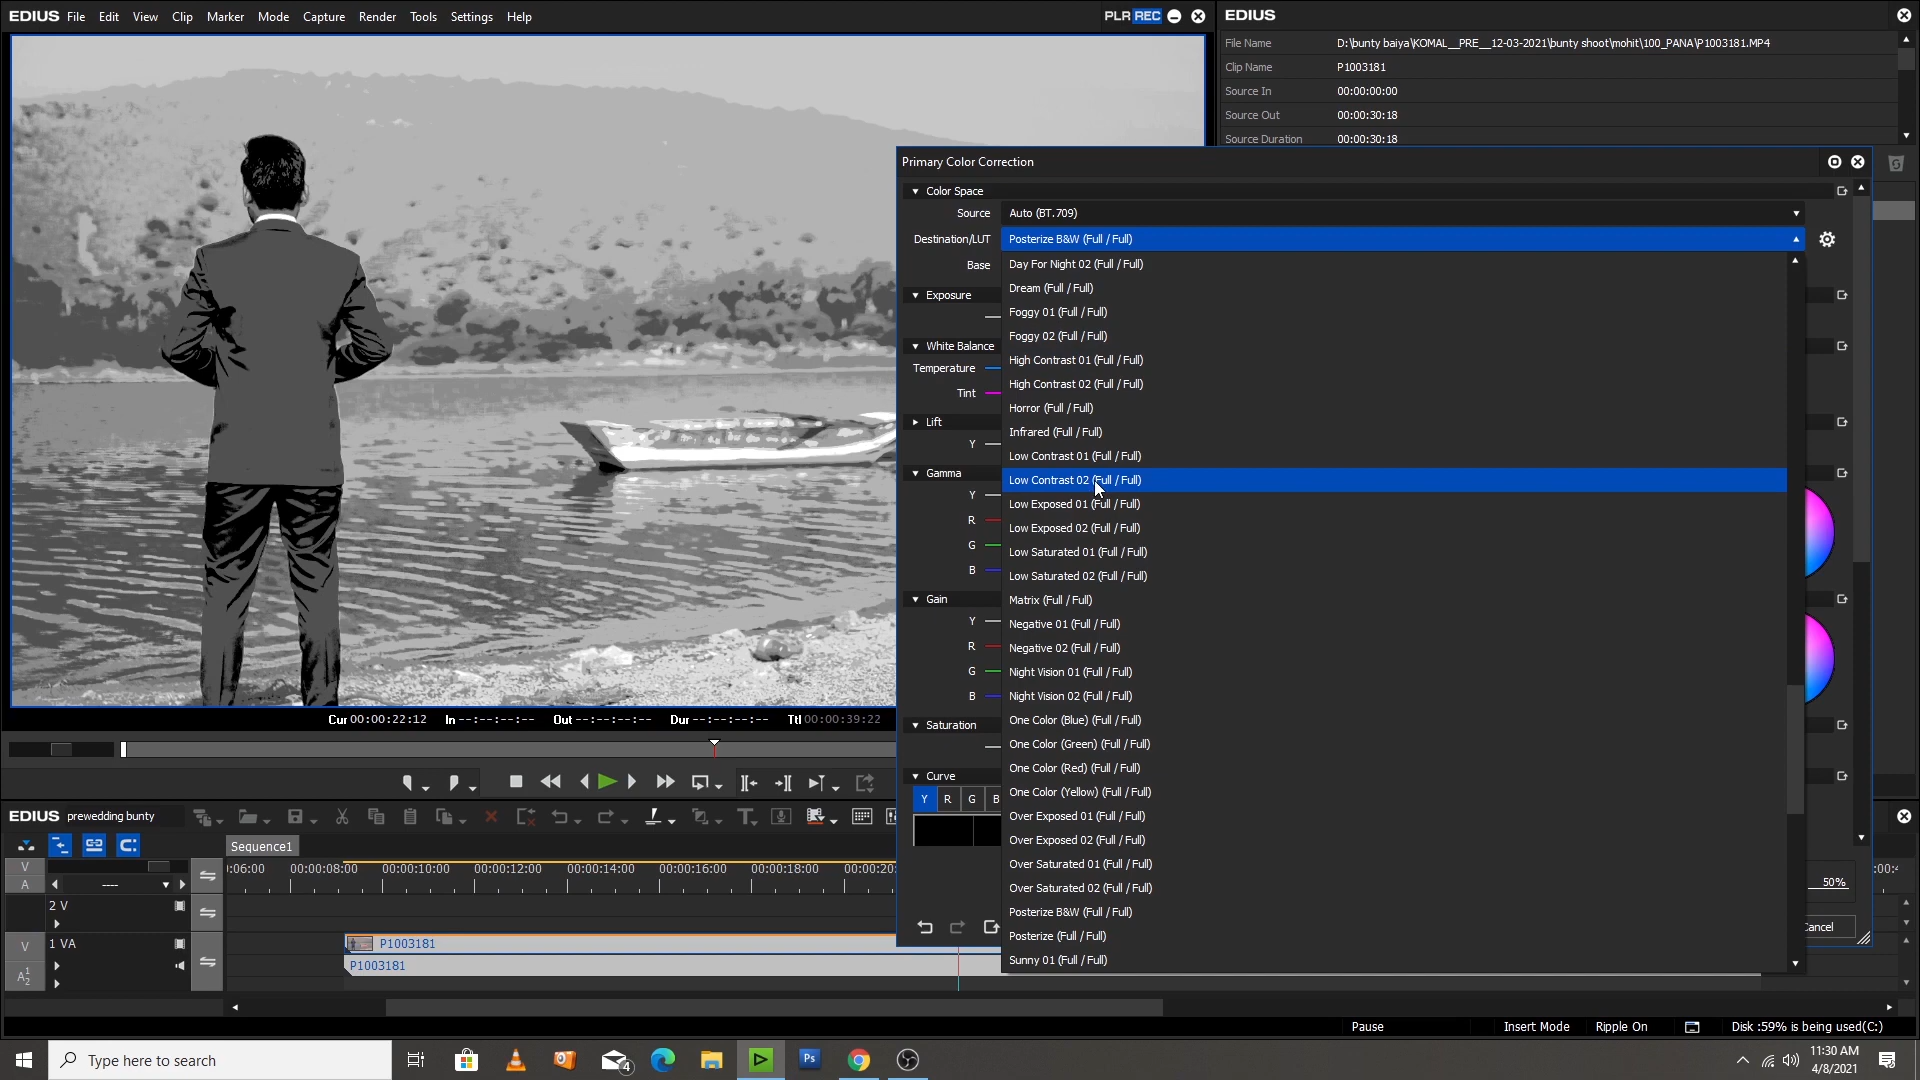 EDIUS File Edit View Clip Marker Mode Capture Render Tools Settings Help
PLR REC
EDIUS
File Name D:\bunty baiya\KOMAL__PRE__12-03-2021\bunty shoot\mohit\100_PANA\P1003181.MP4
Clip Name P1003181
Source In 00:00:00:00
Source Out 00:00:30:18
Source Duration 00:00:30:18
Primary Color Correction
Color Space
Source Auto (BT.709)
Destination/LUT Posterize B&W (Full / Full)
Base
Day For Night 02 (Full / Full)
Dream (Full / Full)
Exposure
Foggy 01 (Full / Full)
Foggy 02 (Full / Full)
White Balance
High Contrast 01 (Full / Full)
Temperature
High Contrast 02 (Full / Full)
Tint
Horror (Full / Full)
Lift
Infrared (Full / Full)
Y
Low Contrast 01 (Full / Full)
Gamma
Low Contrast 02 (Full / Full)
Y
Low Exposed 01 (Full / Full)
R
Low Exposed 02 (Full / Full)
G
Low Saturated 01 (Full / Full)
B
Low Saturated 02 (Full / Full)
Gain
Matrix (Full / Full)
Y
Negative 01 (Full / Full)
R
Negative 02 (Full / Full)
G
Night Vision 01 (Full / Full)
B
Night Vision 02 (Full / Full)
Saturation
One Color (Blue) (Full / Full)
One Color (Green) (Full / Full)
One Color (Red) (Full / Full)
Curve
One Color (Yellow) (Full / Full)
Y R G B
Over Exposed 01 (Full / Full)
Over Exposed 02 (Full / Full)
Over Saturated 01 (Full / Full)
Over Saturated 02 (Full / Full)
50%
Posterize B&W (Full / Full)
Cancel
Posterize (Full / Full)
Sunny 01 (Full / Full)
Cur 00:00:22:12 In --:--:--:-- Out --:--:--:-- Dur --:--:--:-- Ttl 00:00:39:22
EDIUS prewedding bunty
Sequence1
:06:00 00:00:08:00 00:00:10:00 00:00:12:00 00:00:14:00 00:00:16:00 00:00:18:00 00:00:20:
V
A ----
2 V
V 1 VA
A 1 2
P1003181
P1003181
Pause Insert Mode Ripple On Disk :59% is being used(C:)
Type here to search
4
Ps
11:30 AM
4/8/2021